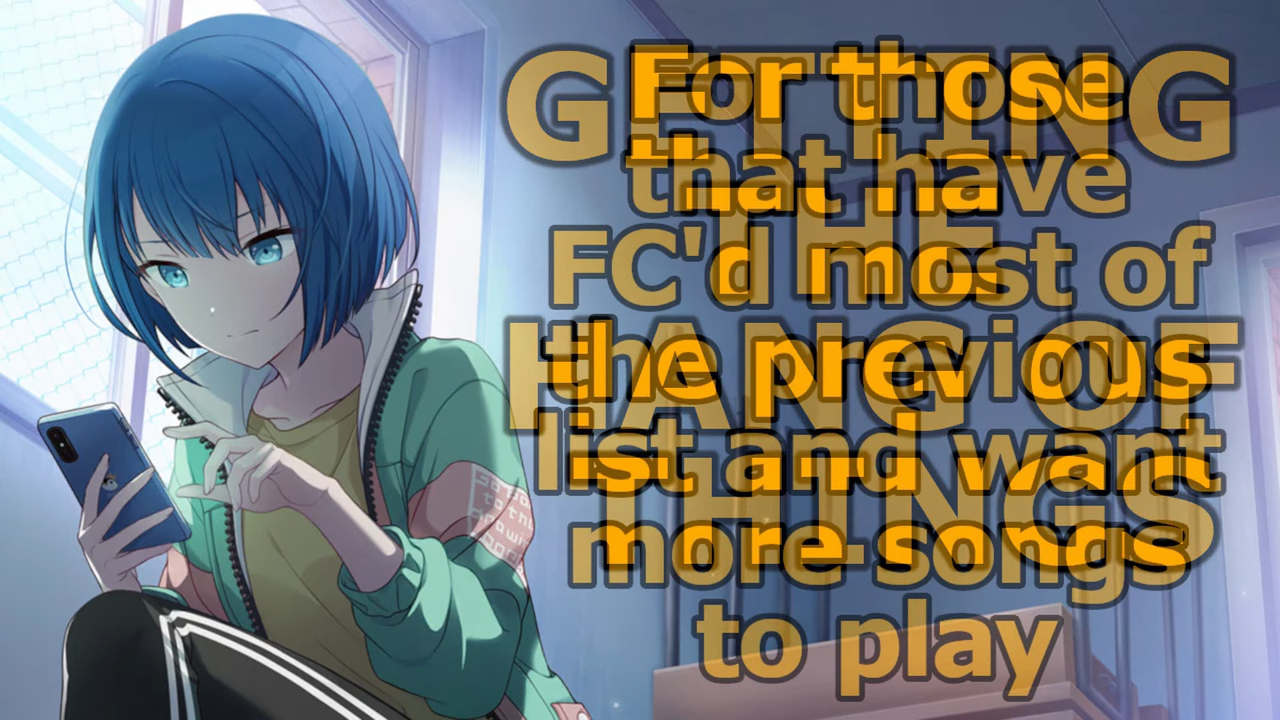 GETTING
THE
HANG OF
THINGS
For those
that have
FC'd most of
the previous
list and want
more songs
to play